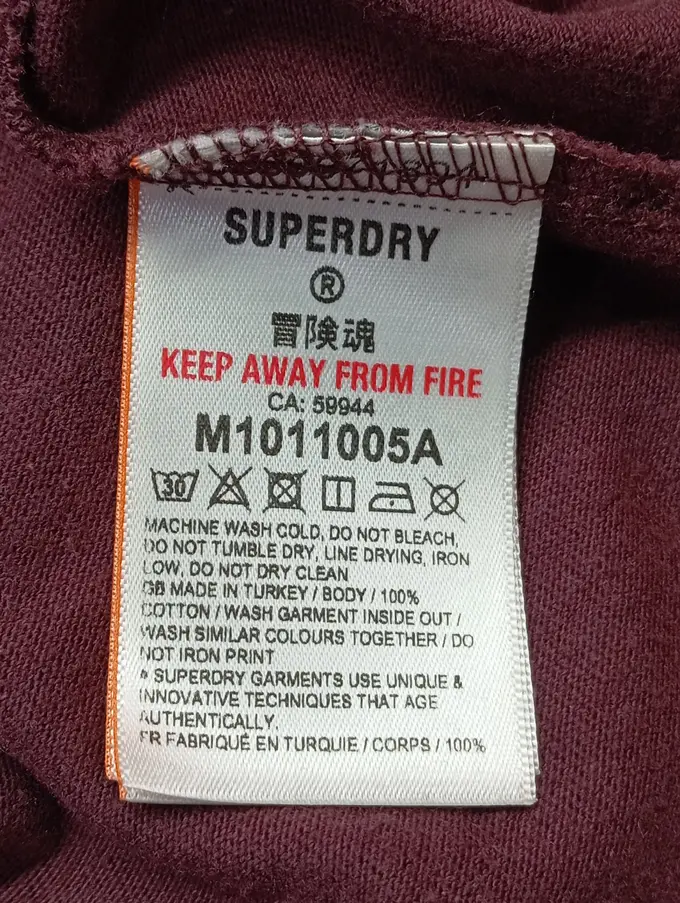 SUPERDRY
®
冒険魂
KEEP AWAY FROM FIRE
CA: 59944
M1011005A
30
MACHINE WASH COLD, DO NOT BLEACH,
DO NOT TUMBLE DRY, LINE DRYING, IRON
LOW, DO NOT DRY CLEAN
GB MADE IN TURKEY / BODY / 100%
COTTON / WASH GARMENT INSIDE OUT /
WASH SIMILAR COLOURS TOGETHER / DO
NOT IRON PRINT
* SUPERDRY GARMENTS USE UNIQUE &
INNOVATIVE TECHNIQUES THAT AGE
AUTHENTICALLY.
FR FABRIQUÉ EN TURQUIE / CORPS / 100%